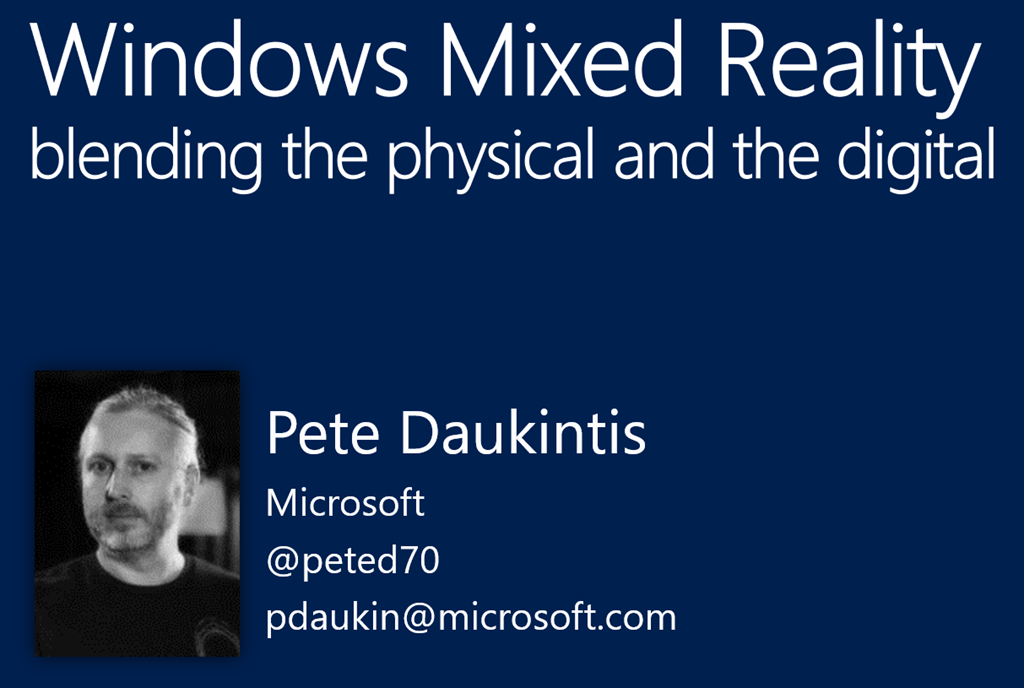 Windows Mixed Reality
blending the physical and the digital
Pete Daukintis
Microsoft
@peted70
pdaukin@microsoft.com